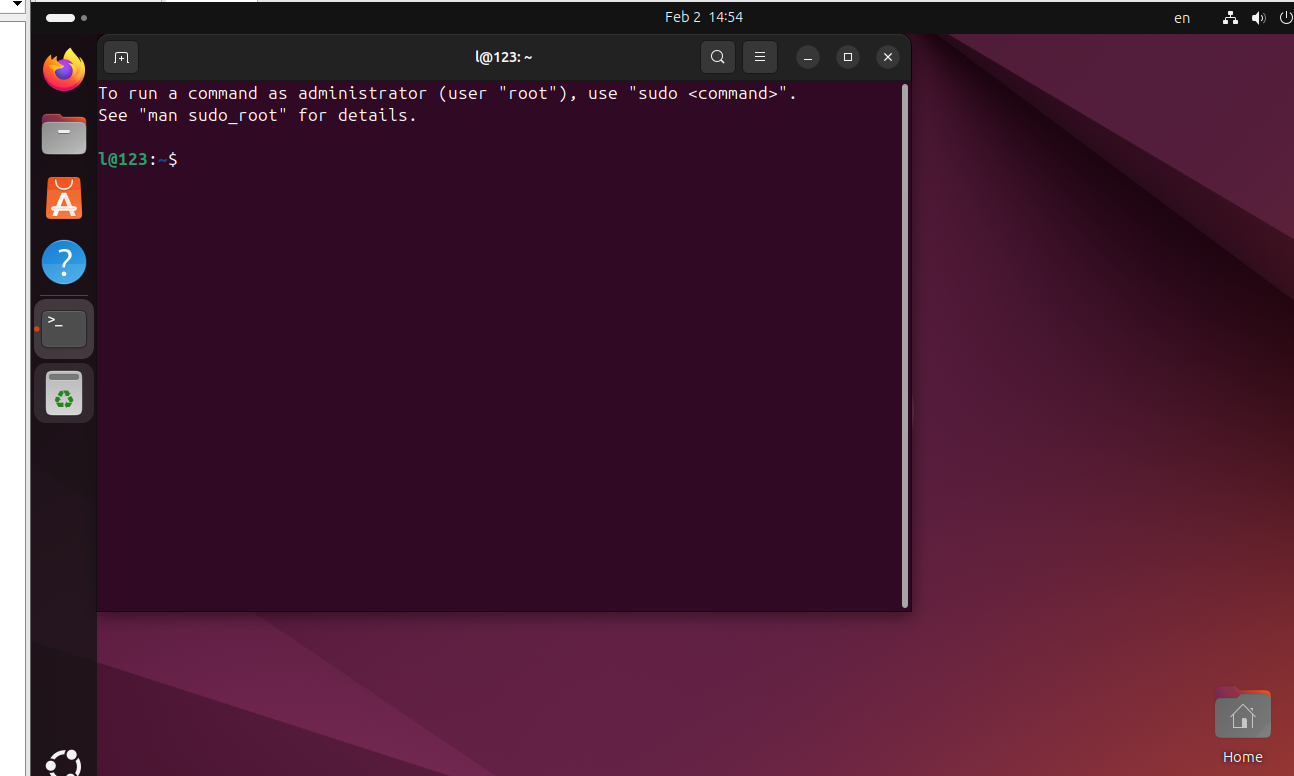 Feb 2 14:54
en
l@123: ~
To run a command as administrator (user "root"), use "sudo <command>".
See "man sudo_root" for details.
l@123:~$
Home